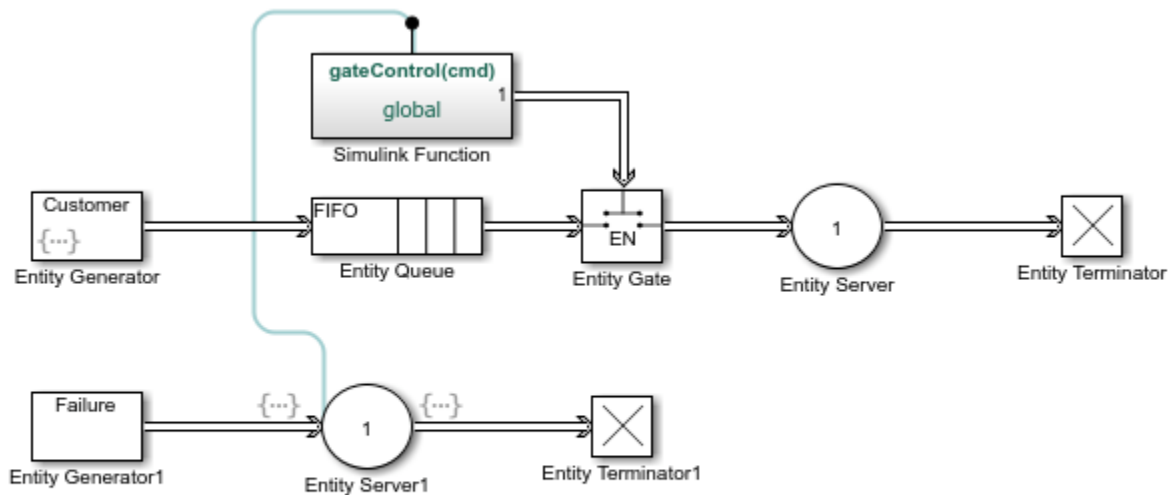 gateControl(cmd)
1
global
Simulink Function
Customer
{...}
Entity Generator
FIFO
Entity Queue
EN
Entity Gate
1
Entity Server
Entity Terminator
Failure
Entity Generator1
{...}
1
{...}
Entity Server1
Entity Terminator1